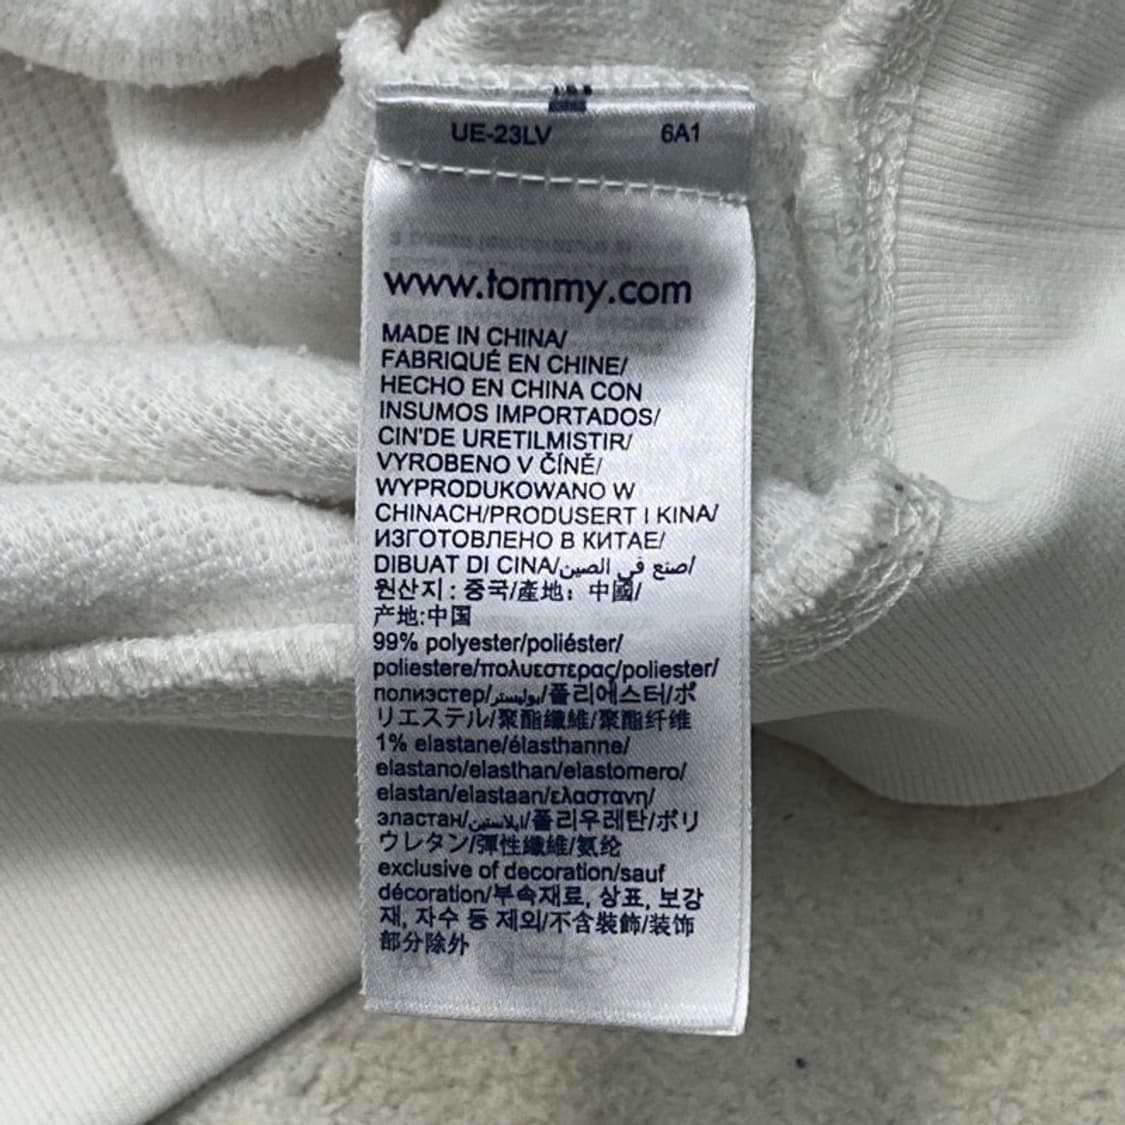 UE-23LV 6A1
www.tommy.com
MADE IN CHINA/
FABRIQUÉ EN CHINE/
HECHO EN CHINA CON
INSUMOS IMPORTADOS/
CIN'DE URETILMISTIR/
VYROBENO V ČÍNĚ/
WYPRODUKOWANO W
CHINACH/PRODUSERT I KINA/
ИЗГОТОВЛЕНО В КИТАЕ/
DIBUAT DI CINA/صنع في الصين/
원산지 : 중국/產地：中國/
产地:中国
99% polyester/poliéster/
poliestere/πολυεστερας/poliester/
полиэстер/بوليستر/폴리에스터/ポ
リエステル/聚酯纖維/聚酯纤维
1% elastane/élasthanne/
elastano/elasthan/elastomero/
elastan/elastaan/ελαστανη/
эластан/ايلاستين/폴리우레탄/ポリ
ウレタン/彈性纖維/氨纶
exclusive of decoration/sauf
décoration/부속재료, 상표, 보강
재, 자수 등 제외/不含裝飾/装饰
部分除外